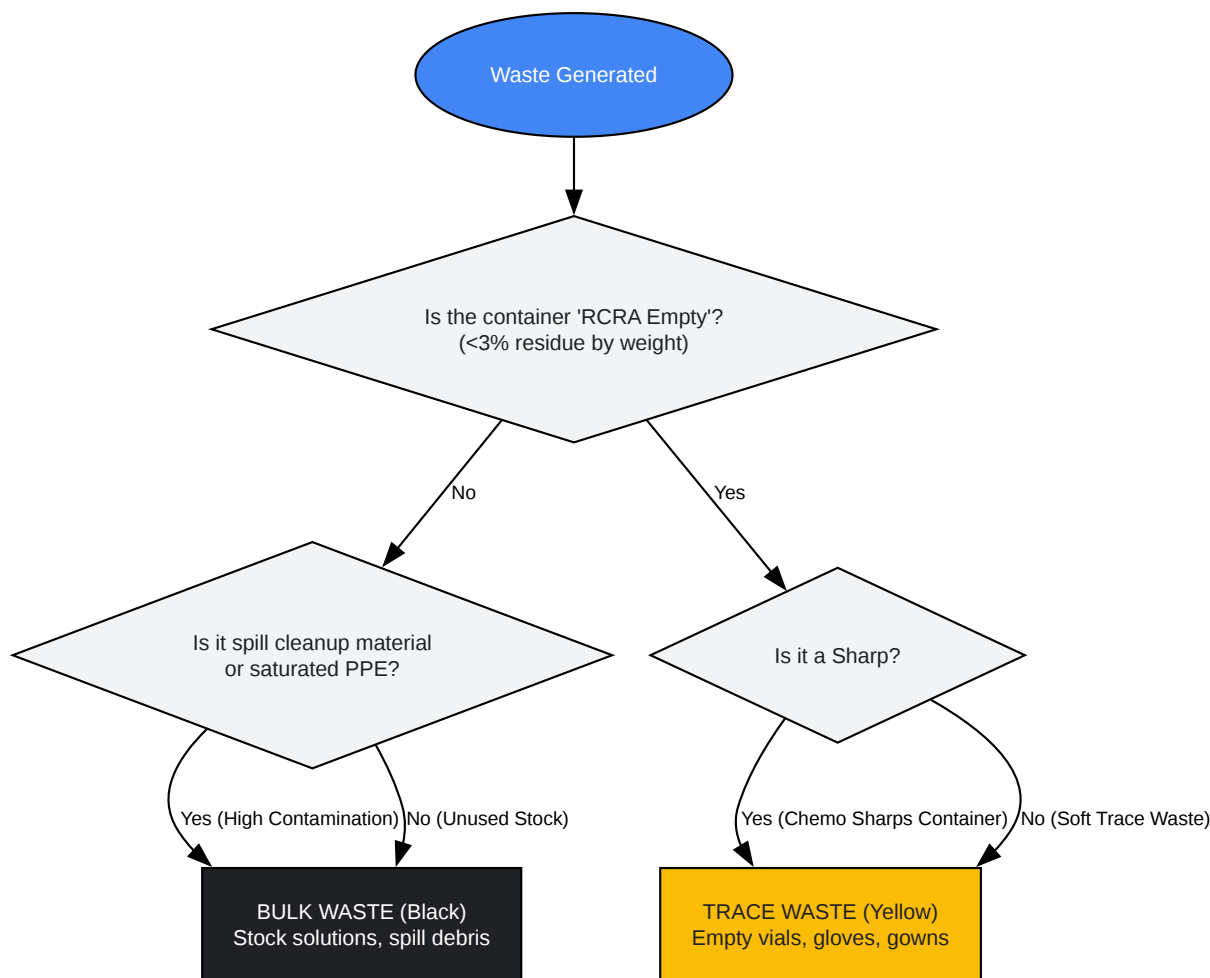 Waste Generated
Is the container 'RCRA Empty'?
(<3% residue by weight)
No
Yes
Is it spill cleanup material
or saturated PPE?
Is it a Sharp?
Yes (High Contamination)
No (Unused Stock)
Yes (Chemo Sharps Container)
No (Soft Trace Waste)
BULK WASTE (Black)
Stock solutions, spill debris
TRACE WASTE (Yellow)
Empty vials, gloves, gowns